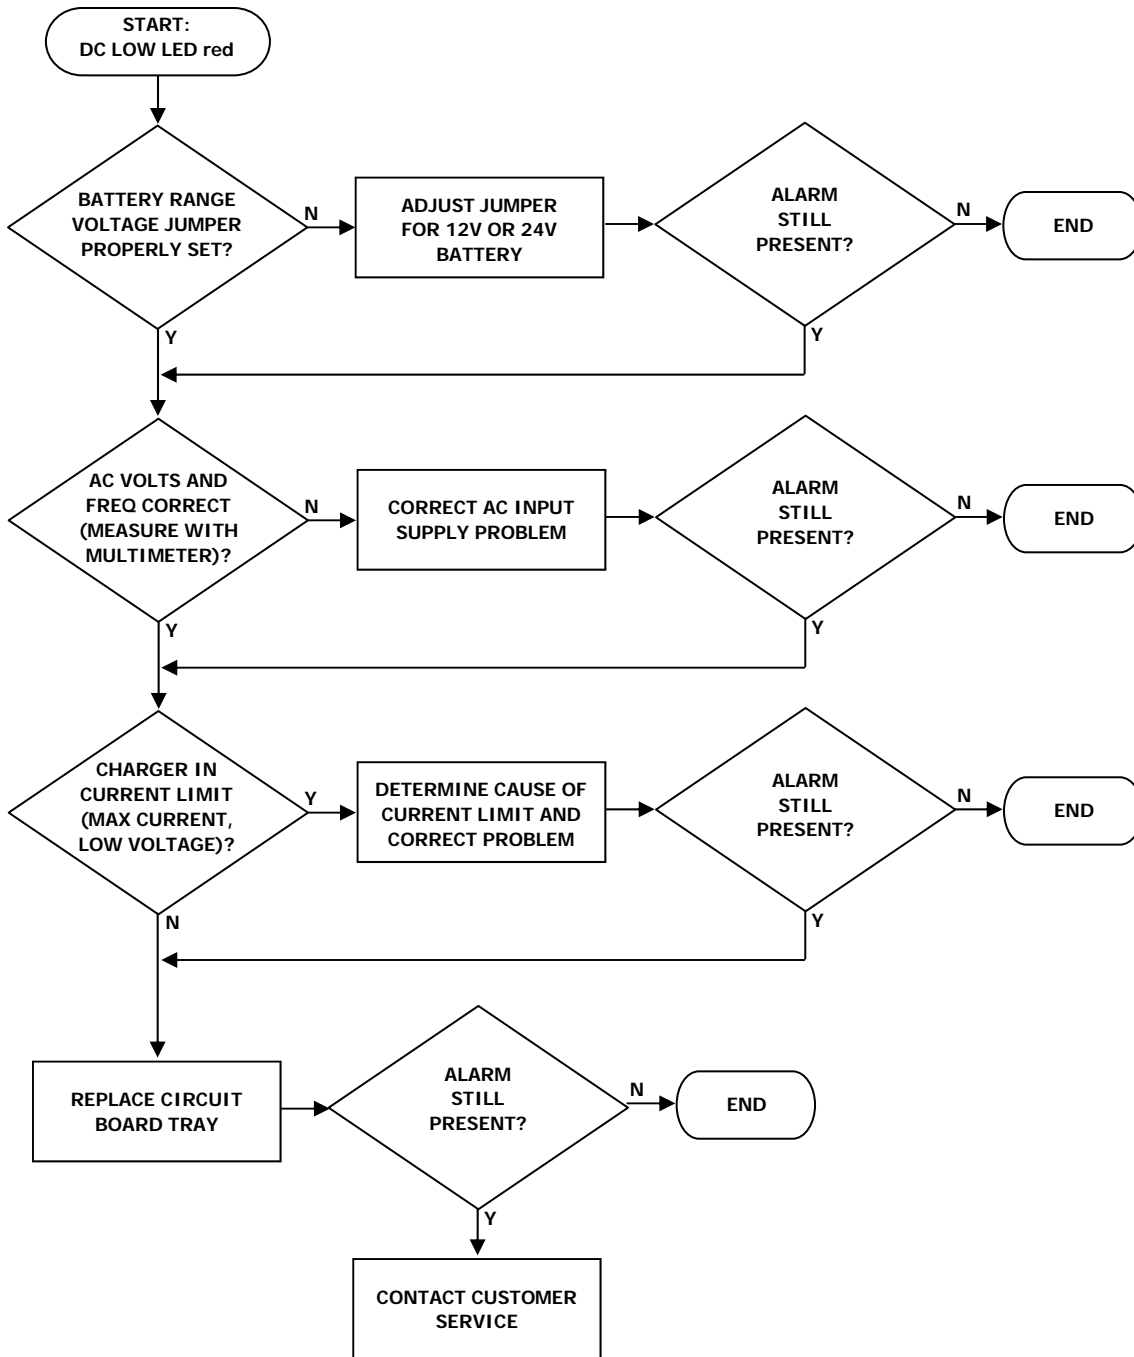 START:
DC LOW LED red
BATTERY RANGE
VOLTAGE JUMPER
PROPERLY SET?
N
ADJUST JUMPER
FOR 12V OR 24V
BATTERY
ALARM
STILL
PRESENT?
N
END
Y
Y
AC VOLTS AND
FREQ CORRECT
(MEASURE WITH
MULTIMETER)?
N
CORRECT AC INPUT
SUPPLY PROBLEM
ALARM
STILL
PRESENT?
N
END
Y
Y
CHARGER IN
CURRENT LIMIT
(MAX CURRENT,
LOW VOLTAGE)?
Y
DETERMINE CAUSE OF
CURRENT LIMIT AND
CORRECT PROBLEM
ALARM
STILL
PRESENT?
N
END
N
Y
REPLACE CIRCUIT
BOARD TRAY
ALARM
STILL
PRESENT?
N
END
Y
CONTACT CUSTOMER
SERVICE